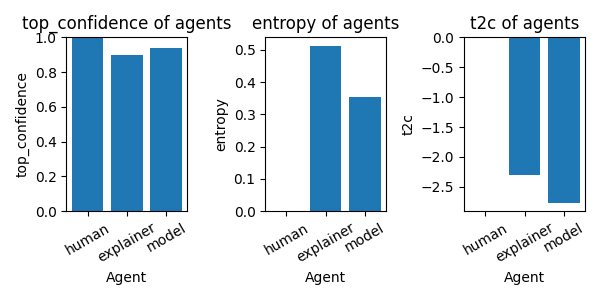 top_confidence of agents
1.0
0.8
0.6
0.4
0.2
0.0
top_confidence
human
explainer
model
Agent
entropy of agents
0.5
0.4
0.3
0.2
0.1
0.0
entropy
human
explainer
model
Agent
t2c of agents
0.0
−0.5
−1.0
−1.5
−2.0
−2.5
t2c
human
explainer
model
Agent